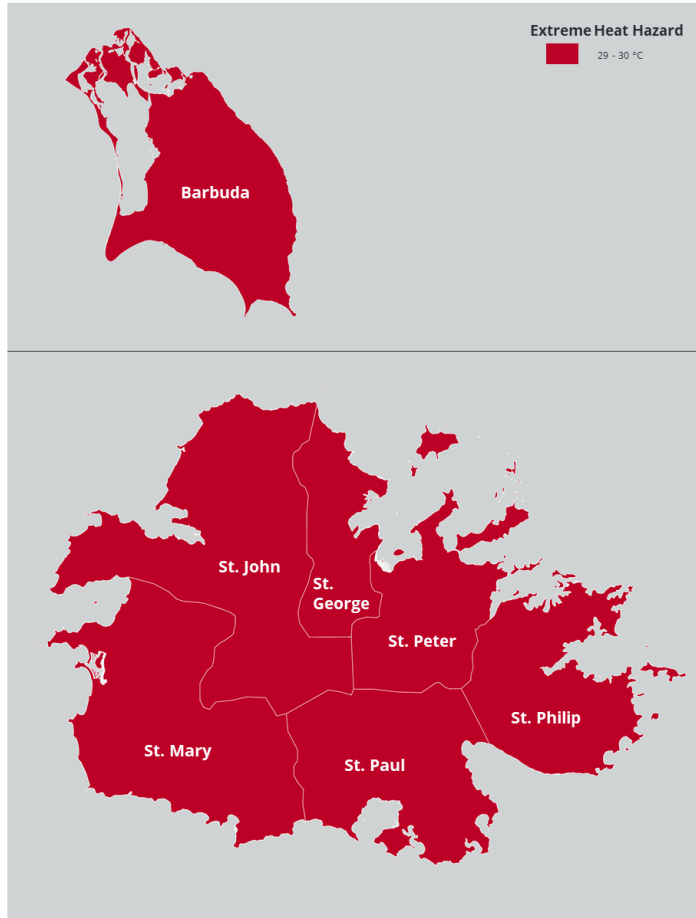 Extreme Heat Hazard
29 - 30 °C
Barbuda
St. John
St.
George
St. Peter
St. Philip
St. Mary
St. Paul